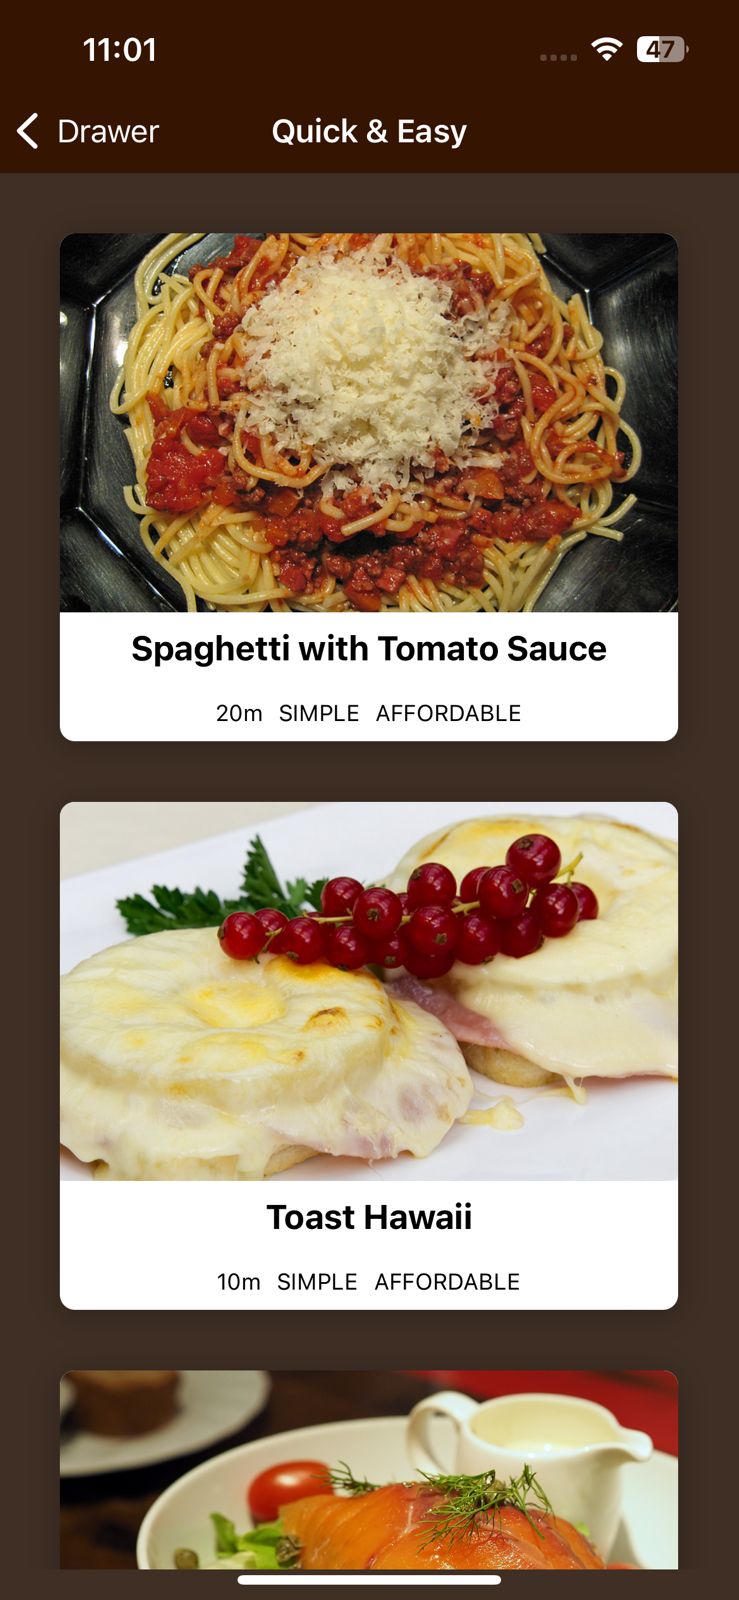 11:01
47
Drawer
Quick & Easy
Spaghetti with Tomato Sauce
20m SIMPLE AFFORDABLE
Toast Hawaii
10m SIMPLE AFFORDABLE